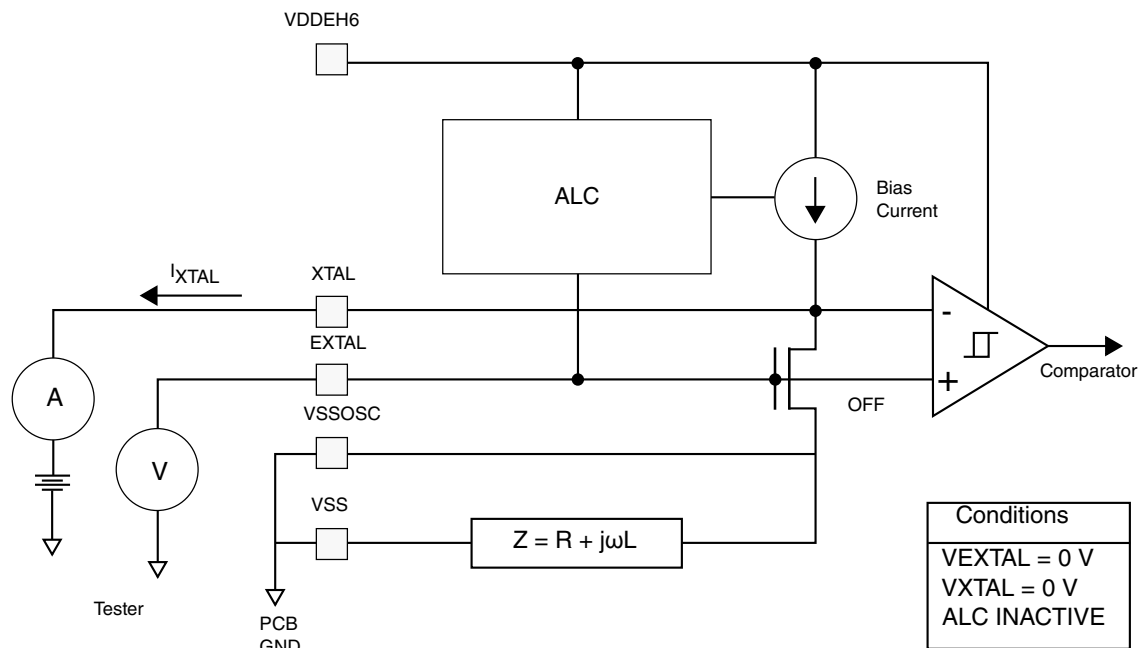 VDDEH6
ALC
Bias
Current
IXTAL
XTAL
EXTAL
VSSOSC
VSS
A
V
-
+
OFF
Comparator
Z = R + jωL
Tester
PCB
GND
Conditions
VEXTAL = 0 V
VXTAL = 0 V
ALC INACTIVE